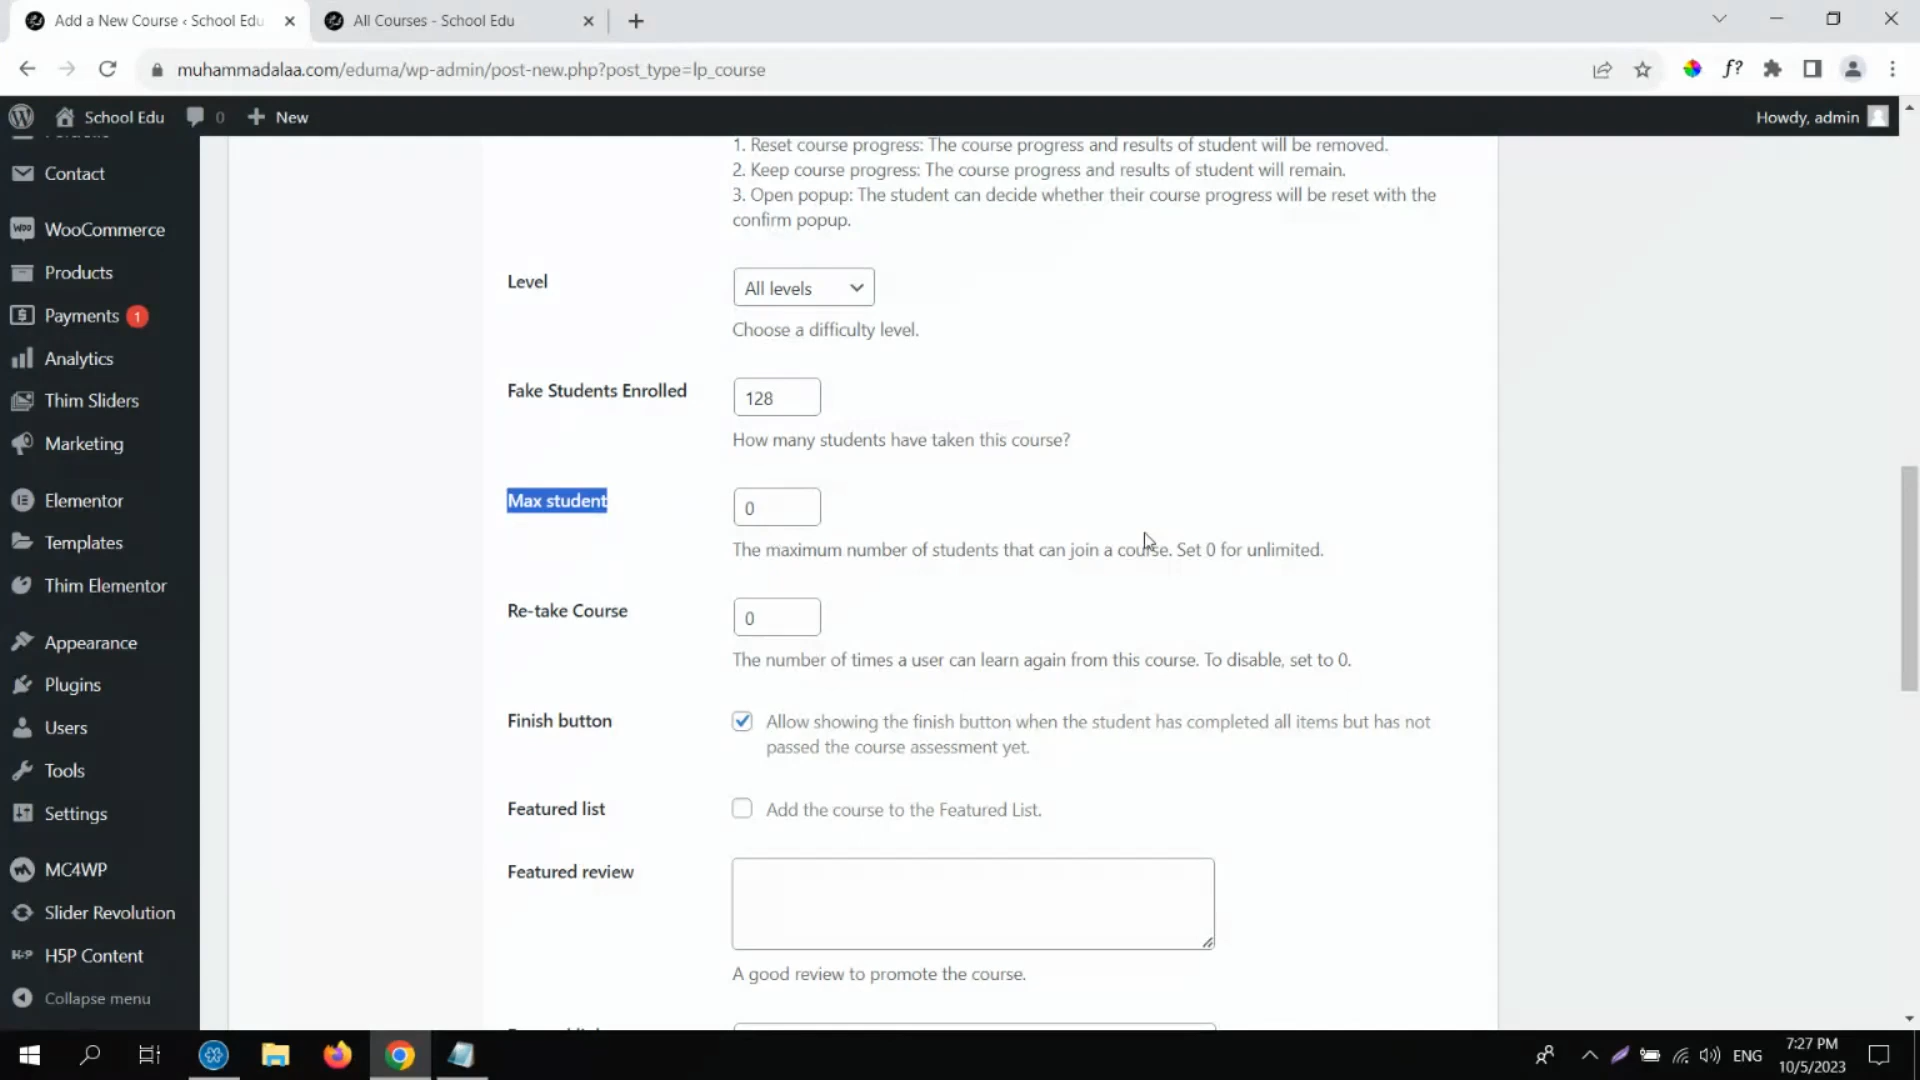 Add a New Course ‹ School Edu
All Courses - School Edu
muhammadalaa.com/eduma/wp-admin/post-new.php?post_type=lp_course
f?
School Edu
0
New
Howdy, admin
Contact
WooCommerce
Products
Payments 1
Analytics
Thim Sliders
Marketing
Elementor
Templates
Thim Elementor
Appearance
Plugins
Users
Tools
Settings
MC4WP
Slider Revolution
H5P Content
Collapse menu
1. Reset course progress: The course progress and results of student will be removed.
2. Keep course progress: The course progress and results of student will remain.
3. Open popup: The student can decide whether their course progress will be reset with the
confirm popup.
Level
All levels
Choose a difficulty level.
Fake Students Enrolled
128
How many students have taken this course?
Max student
0
The maximum number of students that can join a course. Set 0 for unlimited.
Re-take Course
0
The number of times a user can learn again from this course. To disable, set to 0.
Finish button
Allow showing the finish button when the student has completed all items but has not
passed the course assessment yet.
Featured list
Add the course to the Featured List.
Featured review
A good review to promote the course.
ENG
7:27 PM
10/5/2023